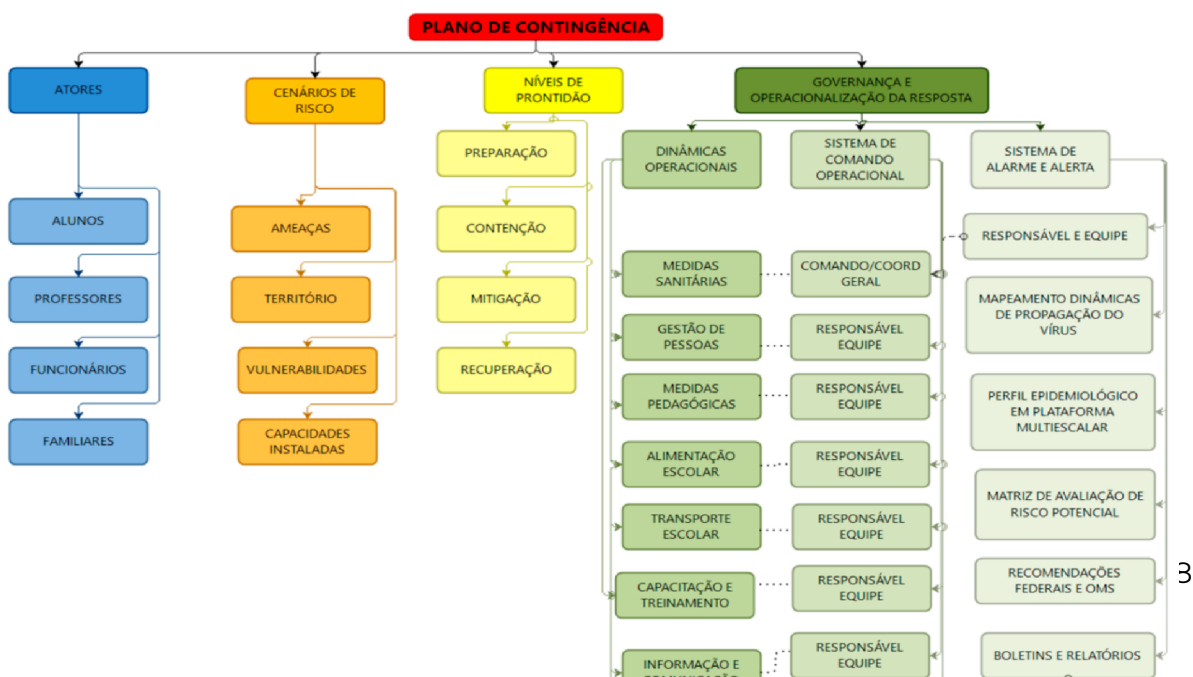 PLANO DE CONTINGÊNCIA
ATORES
CENÁRIOS DE
RISCO
NÍVEIS DE
PRONTIDÃO
GOVERNANÇA E
OPERACIONALIZAÇÃO DA RESPOSTA
ALUNOS
PROFESSORES
FUNCIONÁRIOS
FAMILIARES
AMEAÇAS
TERRITÓRIO
VULNERABILIDADES
CAPACIDADES
INSTALADAS
PREPARAÇÃO
CONTENÇÃO
MITIGAÇÃO
RECUPERAÇÃO
DINÂMICAS
OPERACIONAIS
MEDIDAS
SANITÁRIAS
GESTÃO DE
PESSOAS
MEDIDAS
PEDAGÓGICAS
ALIMENTAÇÃO
ESCOLAR
TRANSPORTE
ESCOLAR
CAPACITAÇÃO E
TREINAMENTO
INFORMAÇÃO E
SISTEMA DE
COMANDO
OPERACIONAL
COMANDO/COORD
GERAL
RESPONSÁVEL
EQUIPE
RESPONSÁVEL
EQUIPE
RESPONSÁVEL
EQUIPE
RESPONSÁVEL
EQUIPE
RESPONSÁVEL
EQUIPE
RESPONSÁVEL
EQUIPE
SISTEMA DE
ALARME E ALERTA
RESPONSÁVEL E EQUIPE
MAPEAMENTO DINÂMICAS
DE PROPAGAÇÃO DO
VÍRUS
PERFIL EPIDEMIOLÓGICO
EM PLATAFORMA
MULTIESCALAR
MATRIZ DE AVALIAÇÃO DE
RISCO POTENCIAL
RECOMENDAÇÕES
FEDERAIS E OMS
BOLETINS E RELATÓRIOS